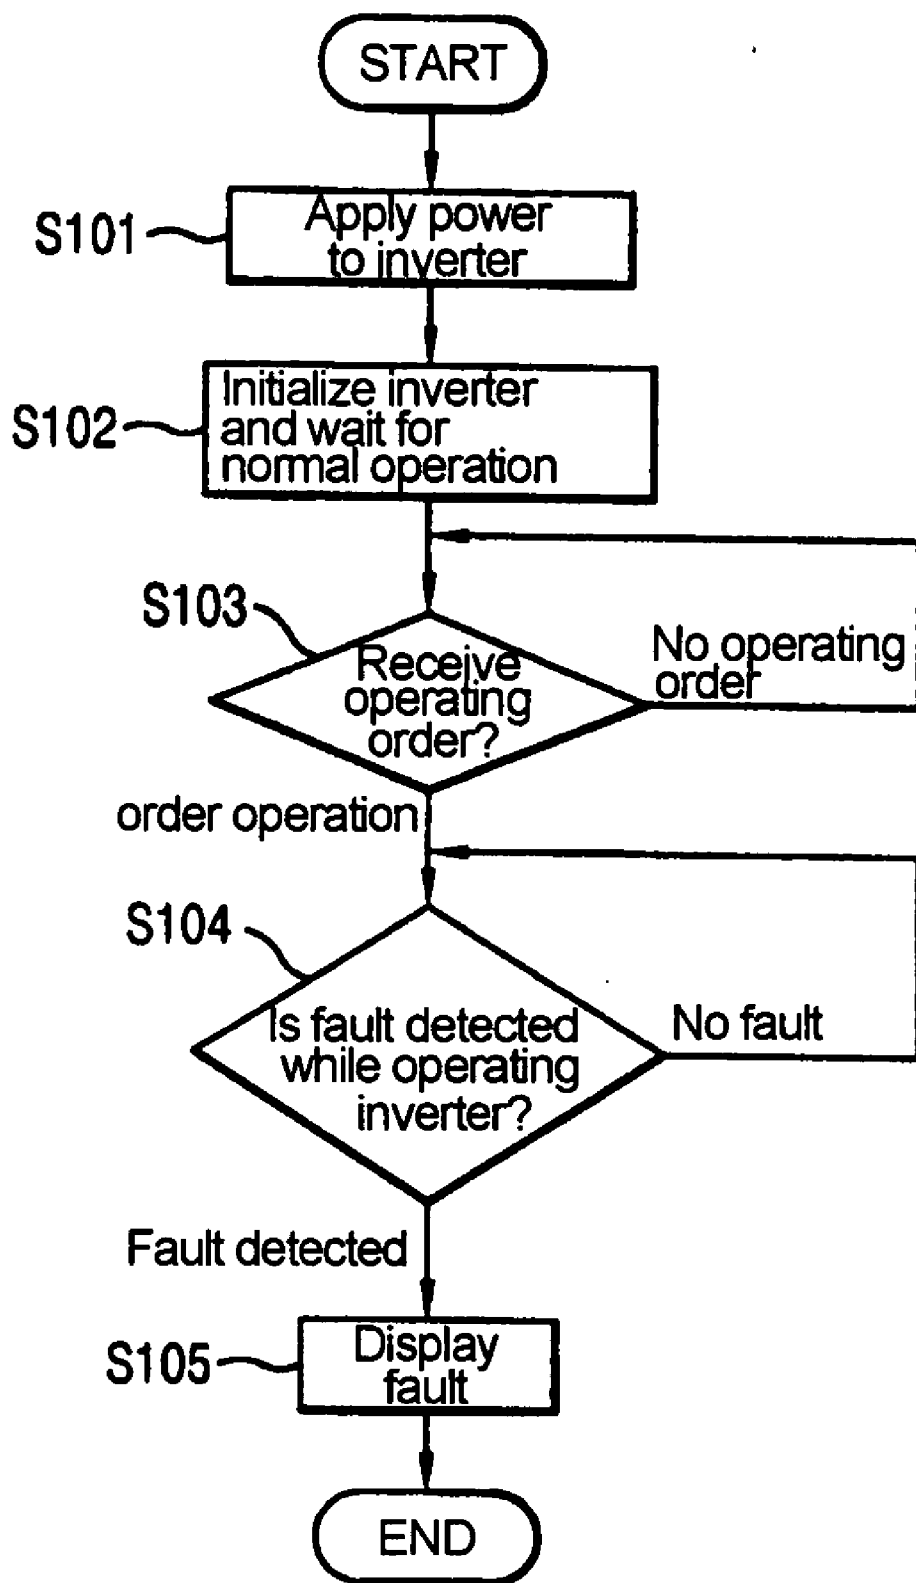 START
S101
Apply power
to inverter
S102
Initialize inverter
and wait for
normal operation
S103
Receive
operating
order?
No operating
order
order operation
S104
Is fault detected
while operating
inverter?
No fault
Fault detected
S105
Display
fault
END